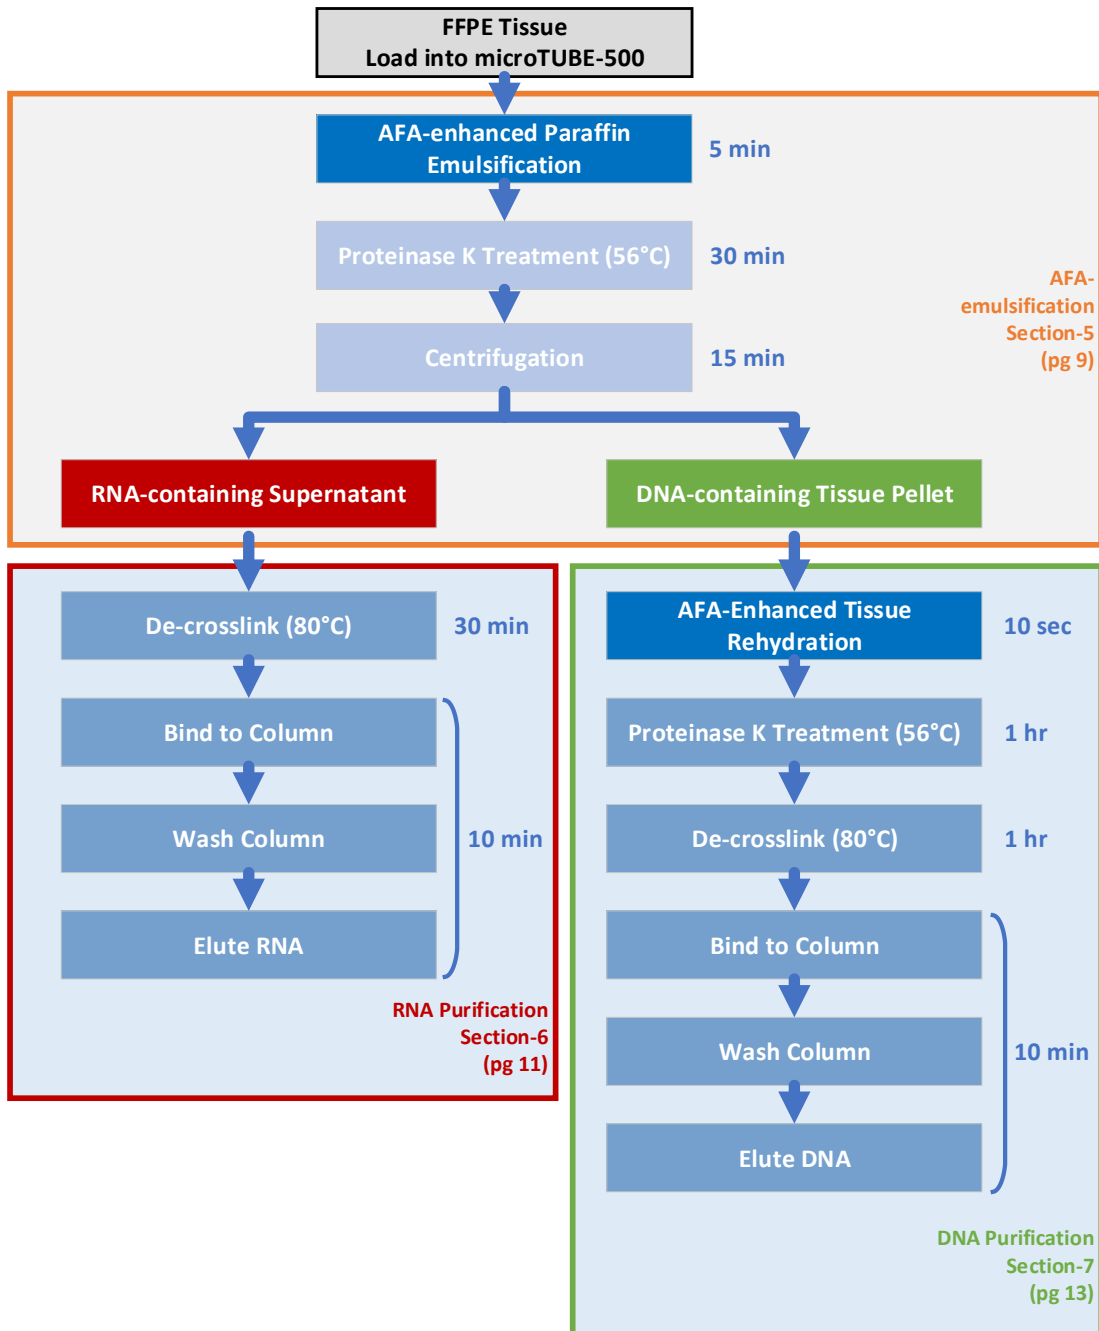 FFPE Tissue
Load into microTUBE-500
AFA-enhanced Paraffin
Emulsification
5 min
Proteinase K Treatment (56°C)
30 min
Centrifugation
15 min
AFA-
emulsification
Section-5
(pg 9)
RNA-containing Supernatant
DNA-containing Tissue Pellet
De-crosslink (80°C)
30 min
Bind to Column
Wash Column
10 min
Elute RNA
RNA Purification
Section-6
(pg 11)
AFA-Enhanced Tissue
Rehydration
10 sec
Proteinase K Treatment (56°C)
1 hr
De-crosslink (80°C)
1 hr
Bind to Column
Wash Column
10 min
Elute DNA
DNA Purification
Section-7
(pg 13)